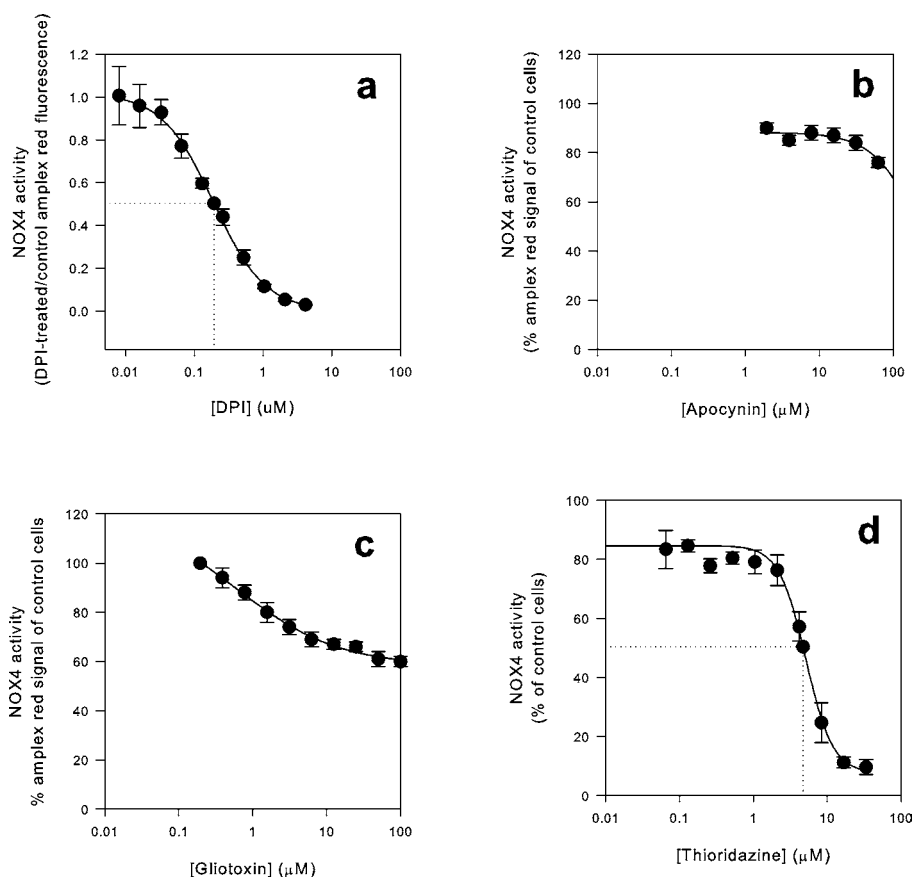 a
NOX4 activity
(DPI-treated/control amplex red fluorescence)
1.2
1.0
0.8
0.6
0.4
0.2
0.0
0.01 0.1 1 10 100
[DPI] (uM)
b
NOX4 activity
(% amplex red signal of control cells)
120
100
80
60
40
20
0
0.01 0.1 1 10 100
[Apocynin] (μM)
c
NOX4 activity
% amplex red signal of control cells)
120
100
80
60
40
20
0
0.01 0.1 1 10 100
[Gliotoxin] (μM)
d
NOX4 activity
(% of control cells)
100
80
60
40
20
0
0.01 0.1 1 10 100
[Thioridazine] (μM)